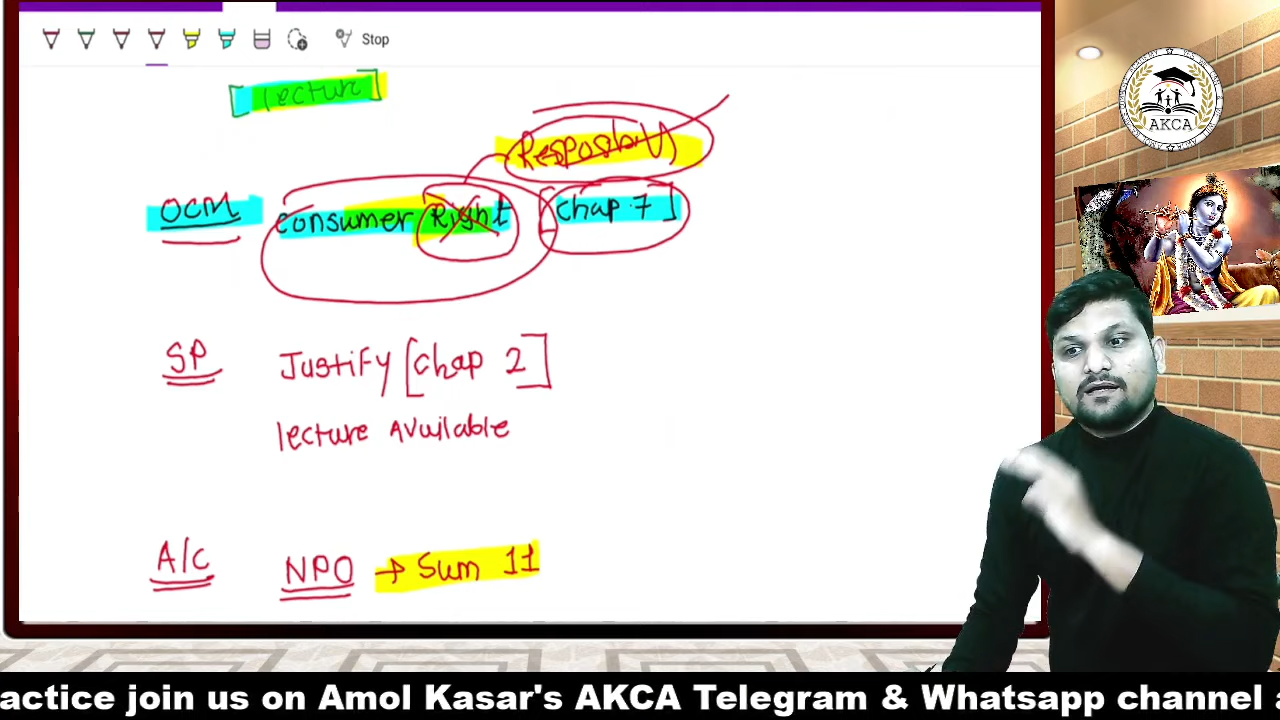 Stop
[lecture]
Resposibity
OCM Consumer Right [chap 7]
AKCA
SP Justify [chap 2]
lecture Available
A/C NPO → Sum 11
actice join us on Amol Kasar's AKCA Telegram & Whatsapp channel